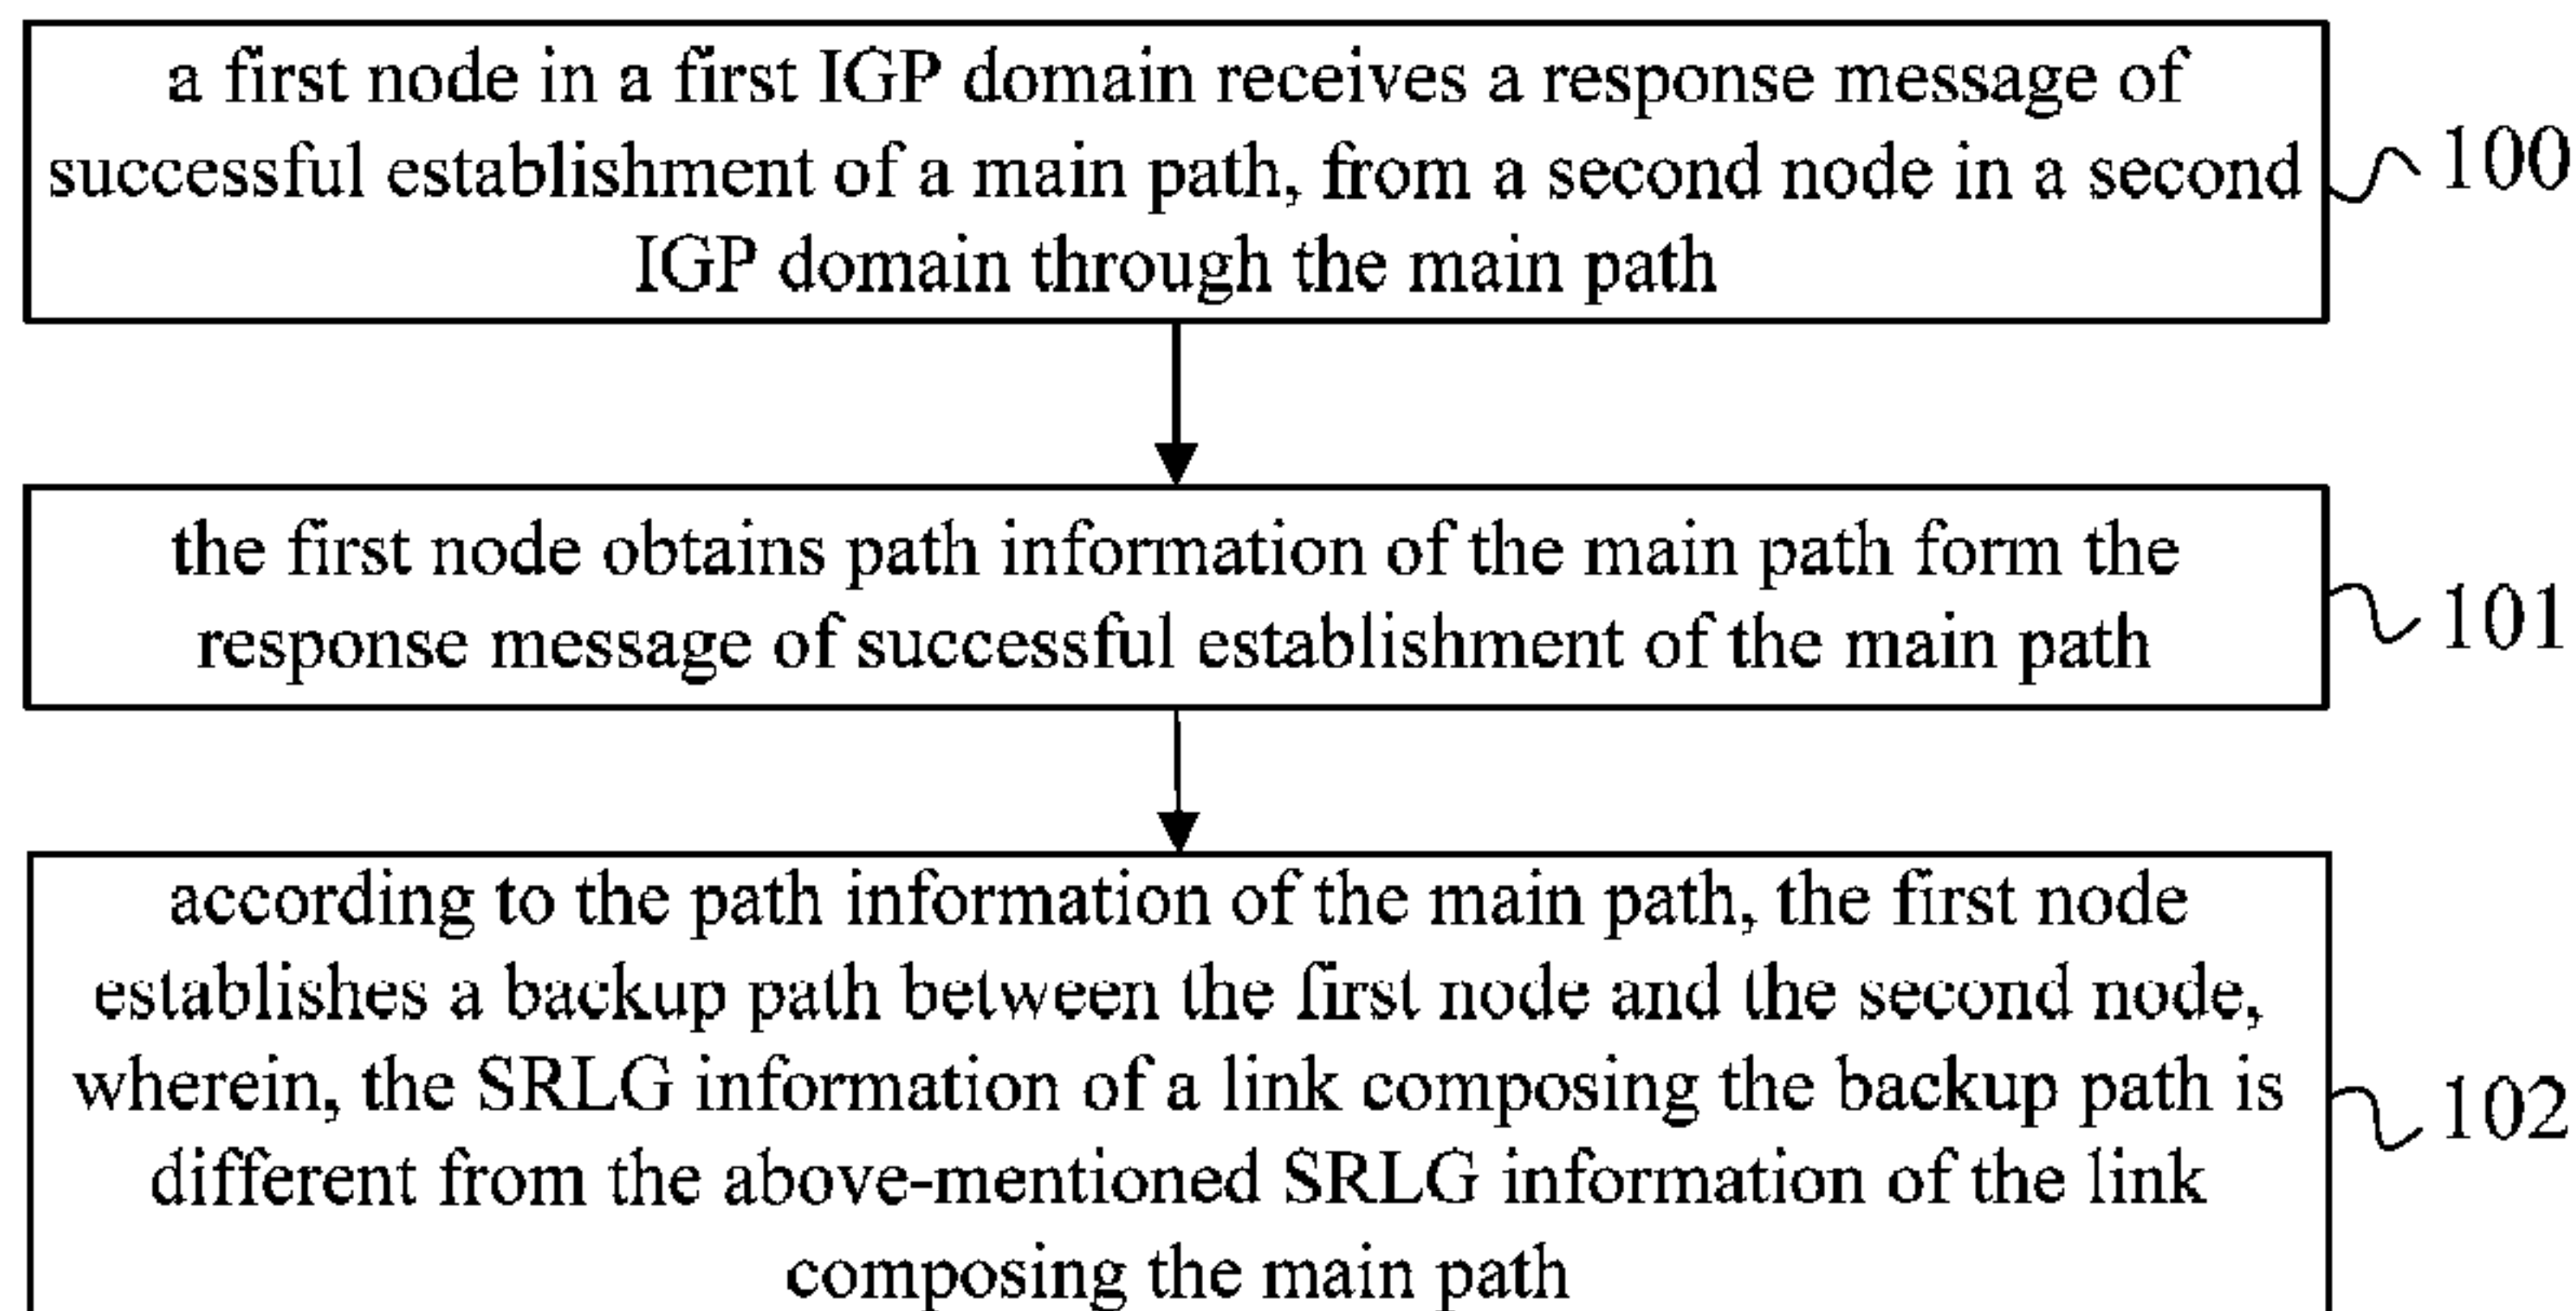 a first node in a first IGP domain receives a response message of
successful establishment of a main path, from a second node in a second
IGP domain through the main path
100
the first node obtains path information of the main path form the
response message of successful establishment of the main path
101
according to the path information of the main path, the first node
establishes a backup path between the first node and the second node,
wherein, the SRLG information of a link composing the backup path is
different from the above-mentioned SRLG information of the link
composing the main path
102